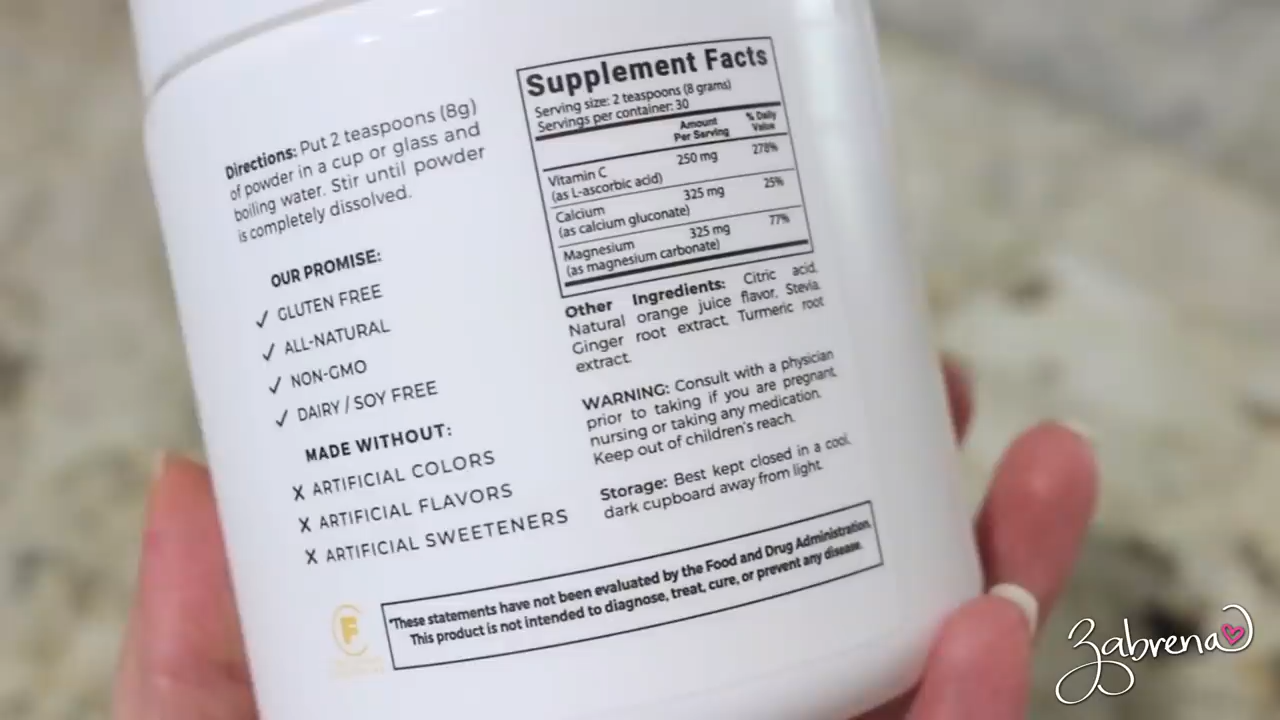 Directions: Put 2 teaspoons (8g)
of powder in a cup or glass and
boiling water. Stir until powder
is completely dissolved.
OUR PROMISE:
✓ GLUTEN FREE
✓ ALL-NATURAL
✓ NON-GMO
✓ DAIRY / SOY FREE
MADE WITHOUT:
X ARTIFICIAL COLORS
X ARTIFICIAL FLAVORS
X ARTIFICIAL SWEETENERS
Supplement Facts
Serving size: 2 teaspoons (8 grams)
Servings per container: 30
Amount % Daily
Per Serving Value
Vitamin C 250 mg 278%
(as L-ascorbic acid)
Calcium 325 mg 25%
(as calcium gluconate)
Magnesium 325 mg 77%
(as magnesium carbonate)
Other Ingredients: Citric acid,
Natural orange juice flavor, Stevia,
Ginger root extract, Turmeric root
extract.
WARNING: Consult with a physician
prior to taking if you are pregnant,
nursing or taking any medication.
Keep out of children's reach.
Storage: Best kept closed in a cool,
dark cupboard away from light.
*These statements have not been evaluated by the Food and Drug Administration.
This product is not intended to diagnose, treat, cure, or prevent any disease.
F
Zabrena